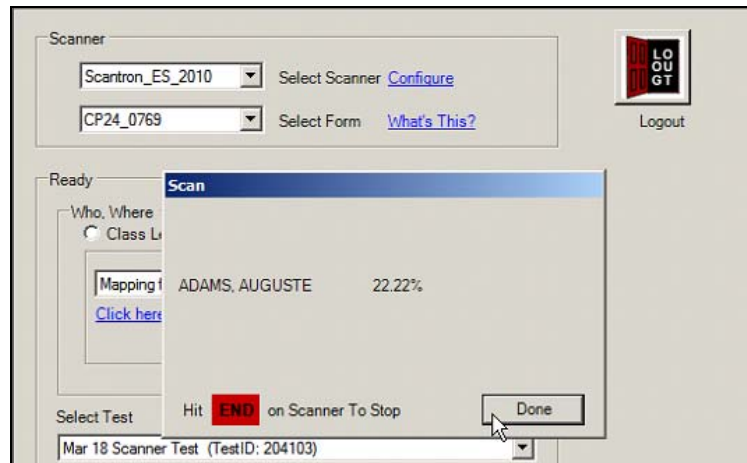 Scanner
Scantron_ES_2010 Select Scanner Configure
CP24_0769 Select Form What's This?
LO
OU
GT
Logout
Ready
Who, Where
Class
Mapping
Click here
Scan
ADAMS, AUGUSTE 22.22%
Hit END on Scanner To Stop
Done
Select Test
Mar 18 Scanner Test (TestID: 204103)